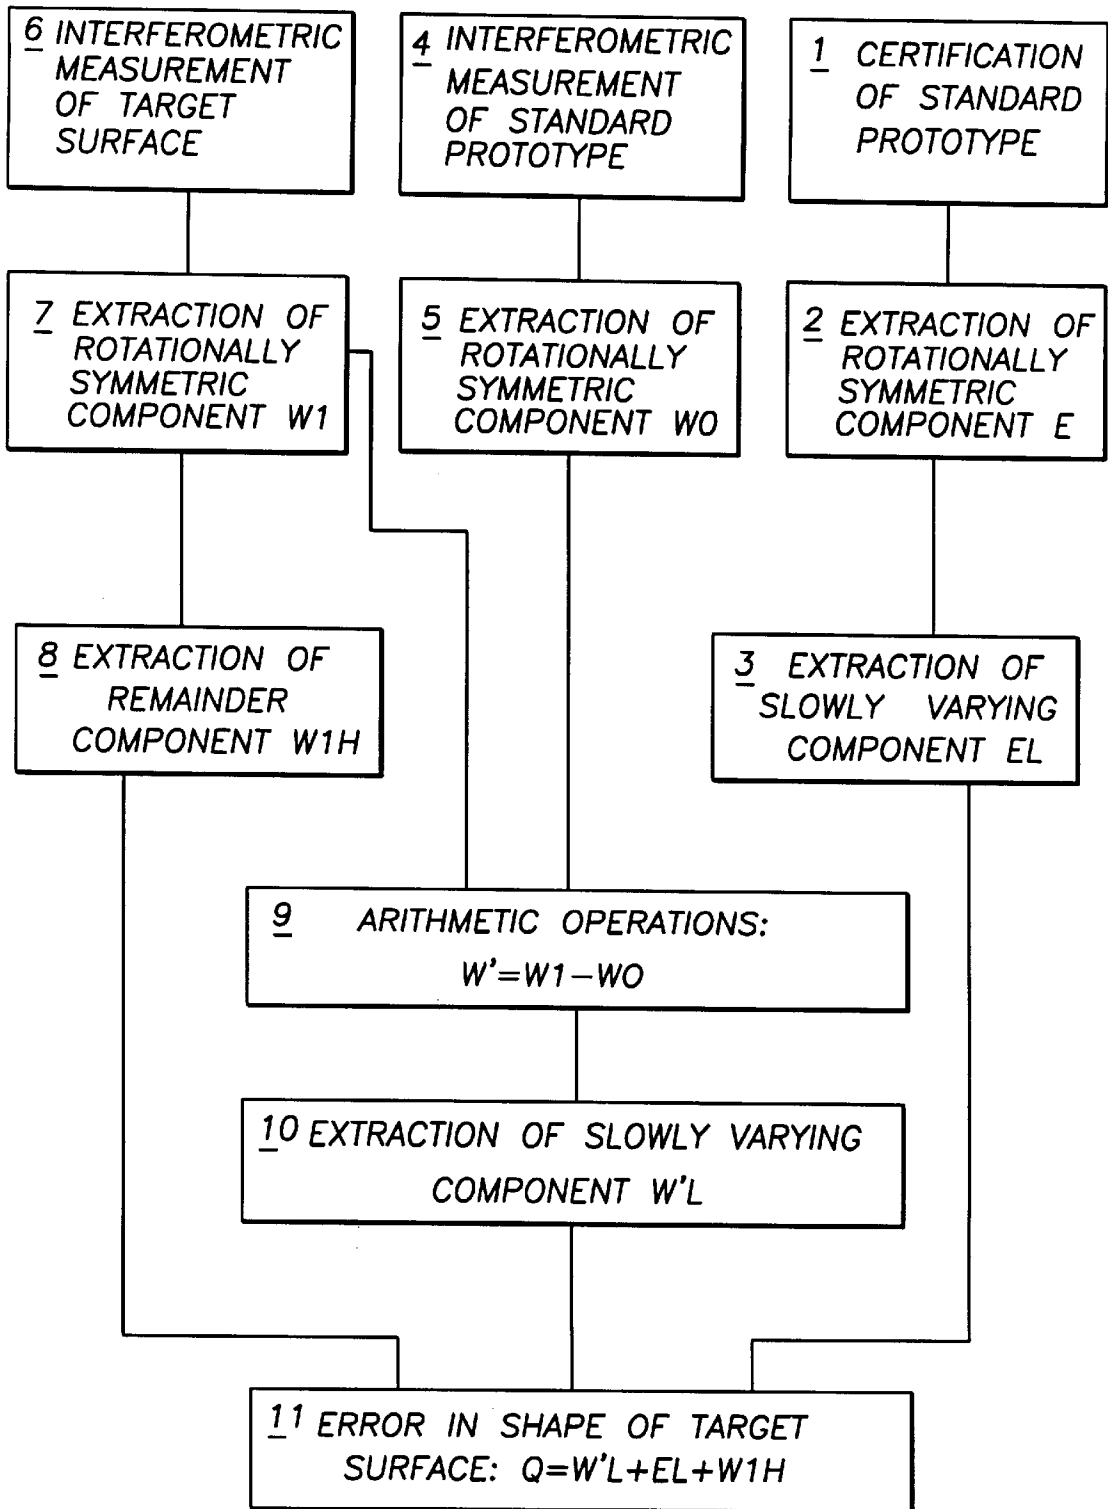 6 INTERFEROMETRIC
MEASUREMENT
OF TARGET
SURFACE
4 INTERFEROMETRIC
MEASUREMENT
OF STANDARD
PROTOTYPE
1 CERTIFICATION
OF STANDARD
PROTOTYPE
7 EXTRACTION OF
ROTATIONALLY
SYMMETRIC
COMPONENT W1
5 EXTRACTION OF
ROTATIONALLY
SYMMETRIC
COMPONENT WO
2 EXTRACTION OF
ROTATIONALLY
SYMMETRIC
COMPONENT E
8 EXTRACTION OF
REMAINDER
COMPONENT W1H
3 EXTRACTION OF
SLOWLY VARYING
COMPONENT EL
9 ARITHMETIC OPERATIONS:
W'=W1-WO
10 EXTRACTION OF SLOWLY VARYING
COMPONENT W'L
11 ERROR IN SHAPE OF TARGET
SURFACE: Q=W'L+EL+W1H